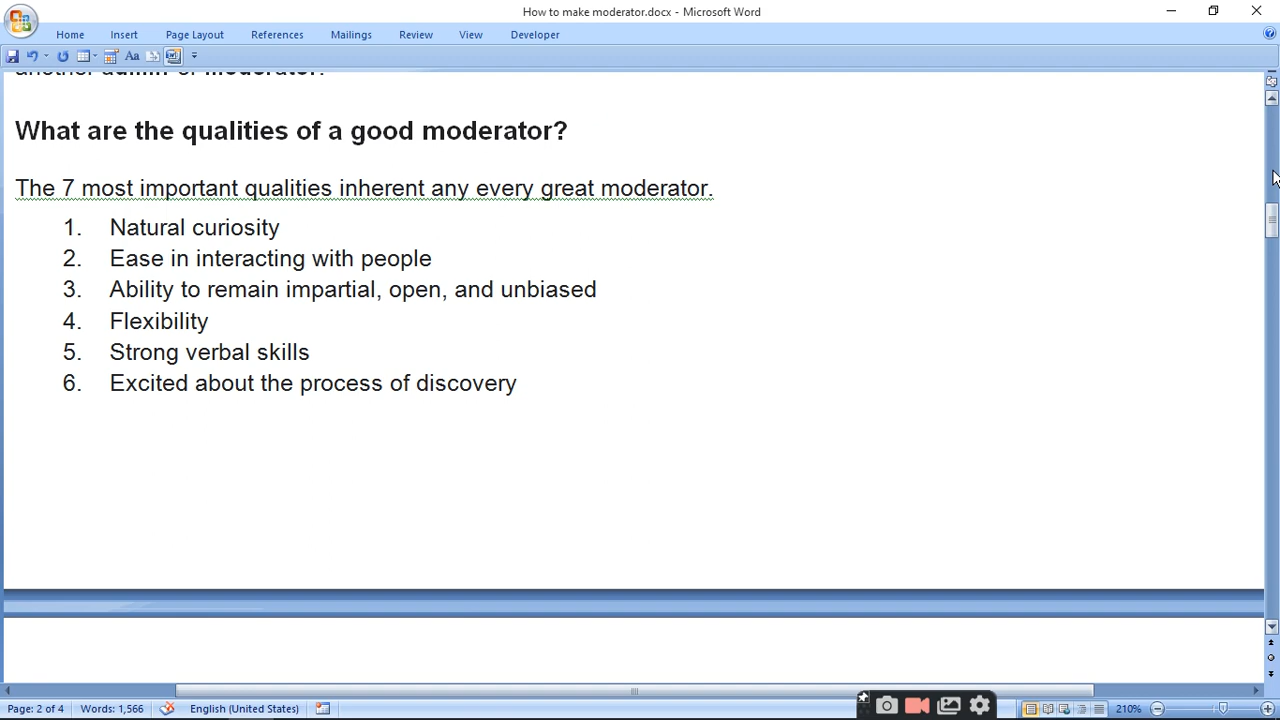 How to make moderator.docx - Microsoft Word
Home Insert Page Layout References Mailings Review View Developer
Aa
another admin or moderator.
What are the qualities of a good moderator?
The 7 most important qualities inherent any every great moderator.
1. Natural curiosity
2. Ease in interacting with people
3. Ability to remain impartial, open, and unbiased
4. Flexibility
5. Strong verbal skills
6. Excited about the process of discovery
Page: 2 of 4 Words: 1,566 English (United States) 210%